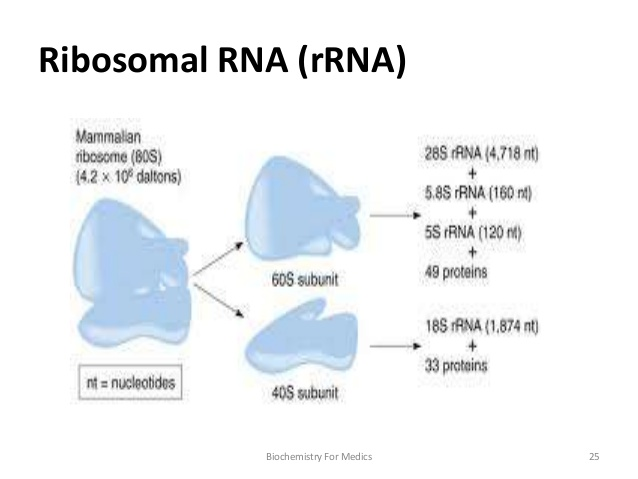 Ribosomal RNA (rRNA)
Mammalian
ribosome (80S)
(4.2 × 10⁶ daltons)
60S subunit
28S rRNA (4,718 nt)
+
5.8S rRNA (160 nt)
+
5S rRNA (120 nt)
+
49 proteins
40S subunit
18S rRNA (1,874 nt)
+
33 proteins
nt = nucleotides
Biochemistry For Medics
25